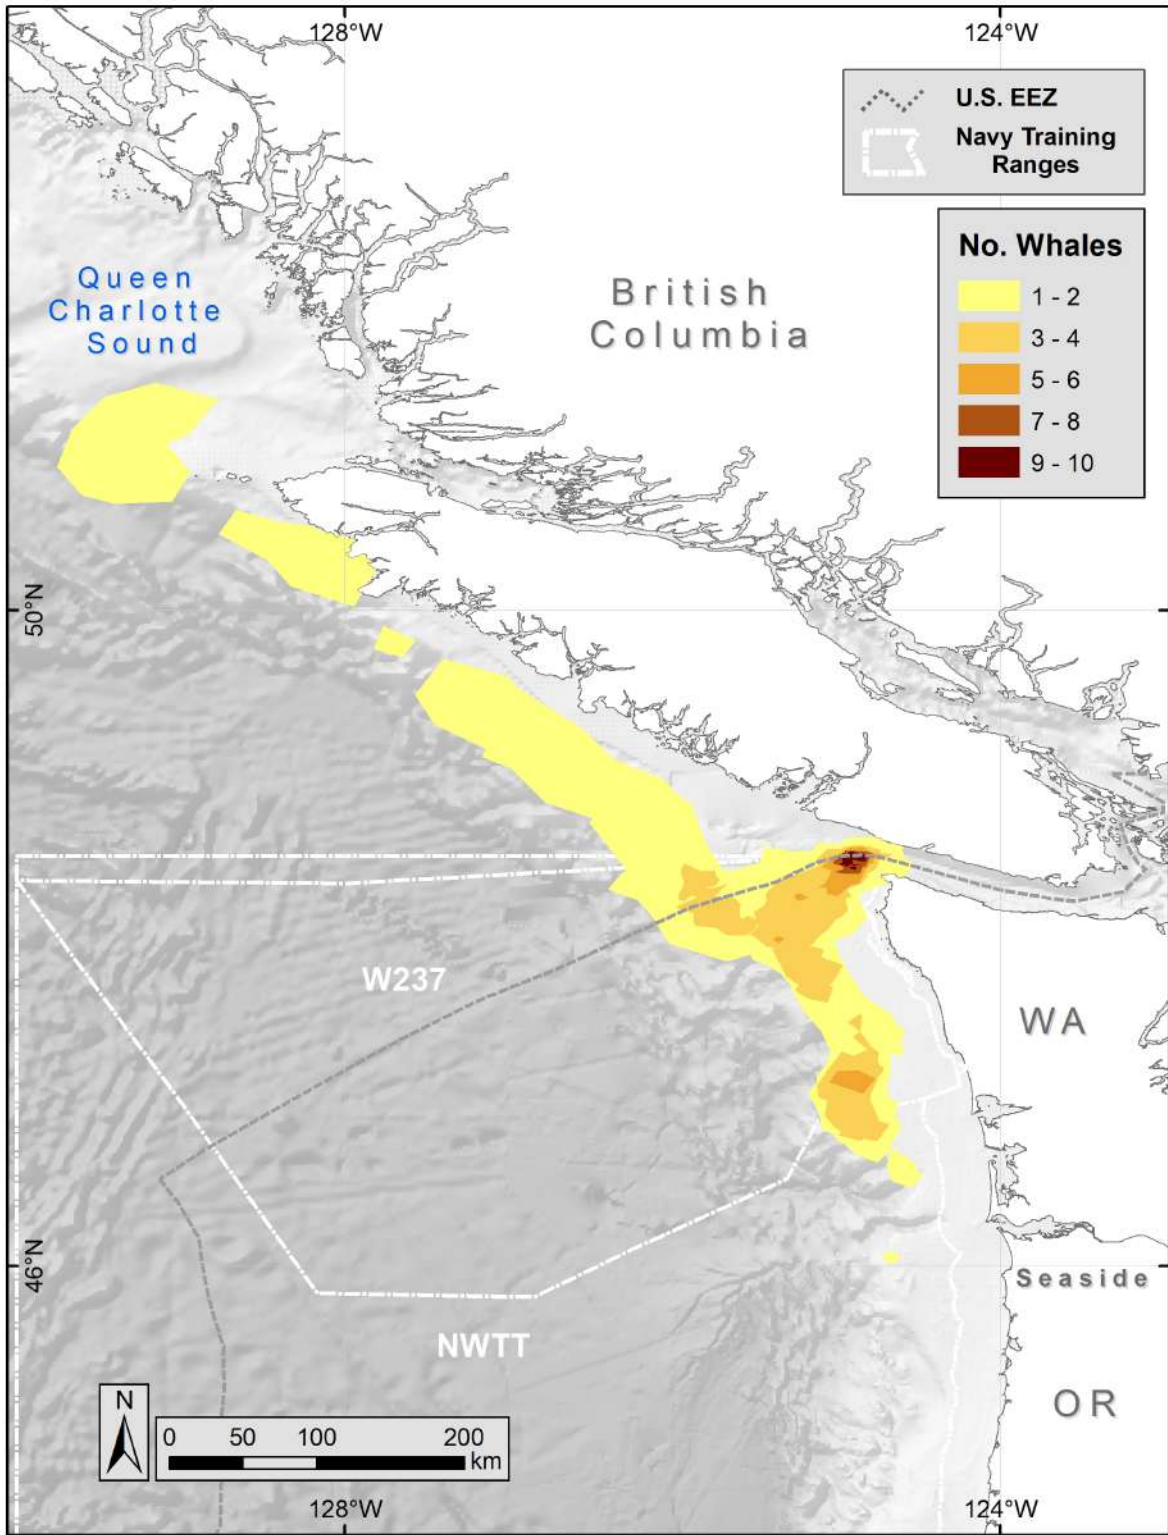 128°W
124°W
U.S. EEZ
Navy Training
Ranges
No. Whales
1 - 2
3 - 4
5 - 6
7 - 8
9 - 10
Queen
Charlotte
Sound
British
Columbia
50°N
W237
WA
46°N
Seaside
NWTT
OR
N
0 50 100 200
km
128°W
124°W